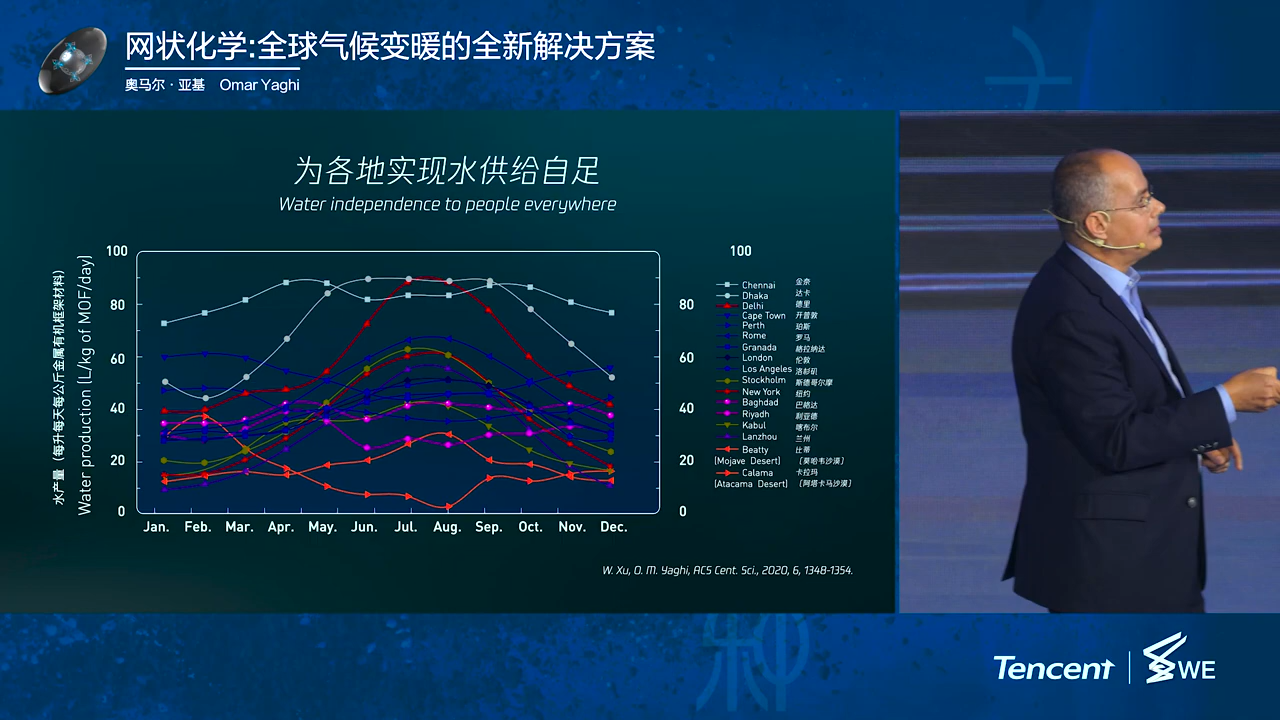 网状化学:全球气候变暖的全新解决方案
奥马尔·亚基 Omar Yaghi
为各地实现水供给自足
Water independence to people everywhere
水产量 (每升每天每公斤金属有机框架材料)
Water production (L/kg of MOF/day)
100
80
60
40
20
0
Jan. Feb. Mar. Apr. May. Jun. Jul. Aug. Sep. Oct. Nov. Dec.
100
80
60
40
20
0
Chennai 金奈
Dhaka 达卡
Delhi 德里
Cape Town 开普敦
Perth 珀斯
Rome 罗马
Granada 格拉纳达
London 伦敦
Los Angeles 洛杉矶
Stockholm 斯德哥尔摩
New York 纽约
Baghdad 巴格达
Riyadh 利亚德
Kabul 喀布尔
Lanzhou 兰州
Beatty 比蒂
(Mojave Desert) (莫哈韦沙漠)
Calama 卡拉玛
(Atacama Desert) (阿塔卡马沙漠)
W. Xu, O. M. Yaghi, ACS Cent. Sci., 2020, 6, 1348-1354.
Tencent WE